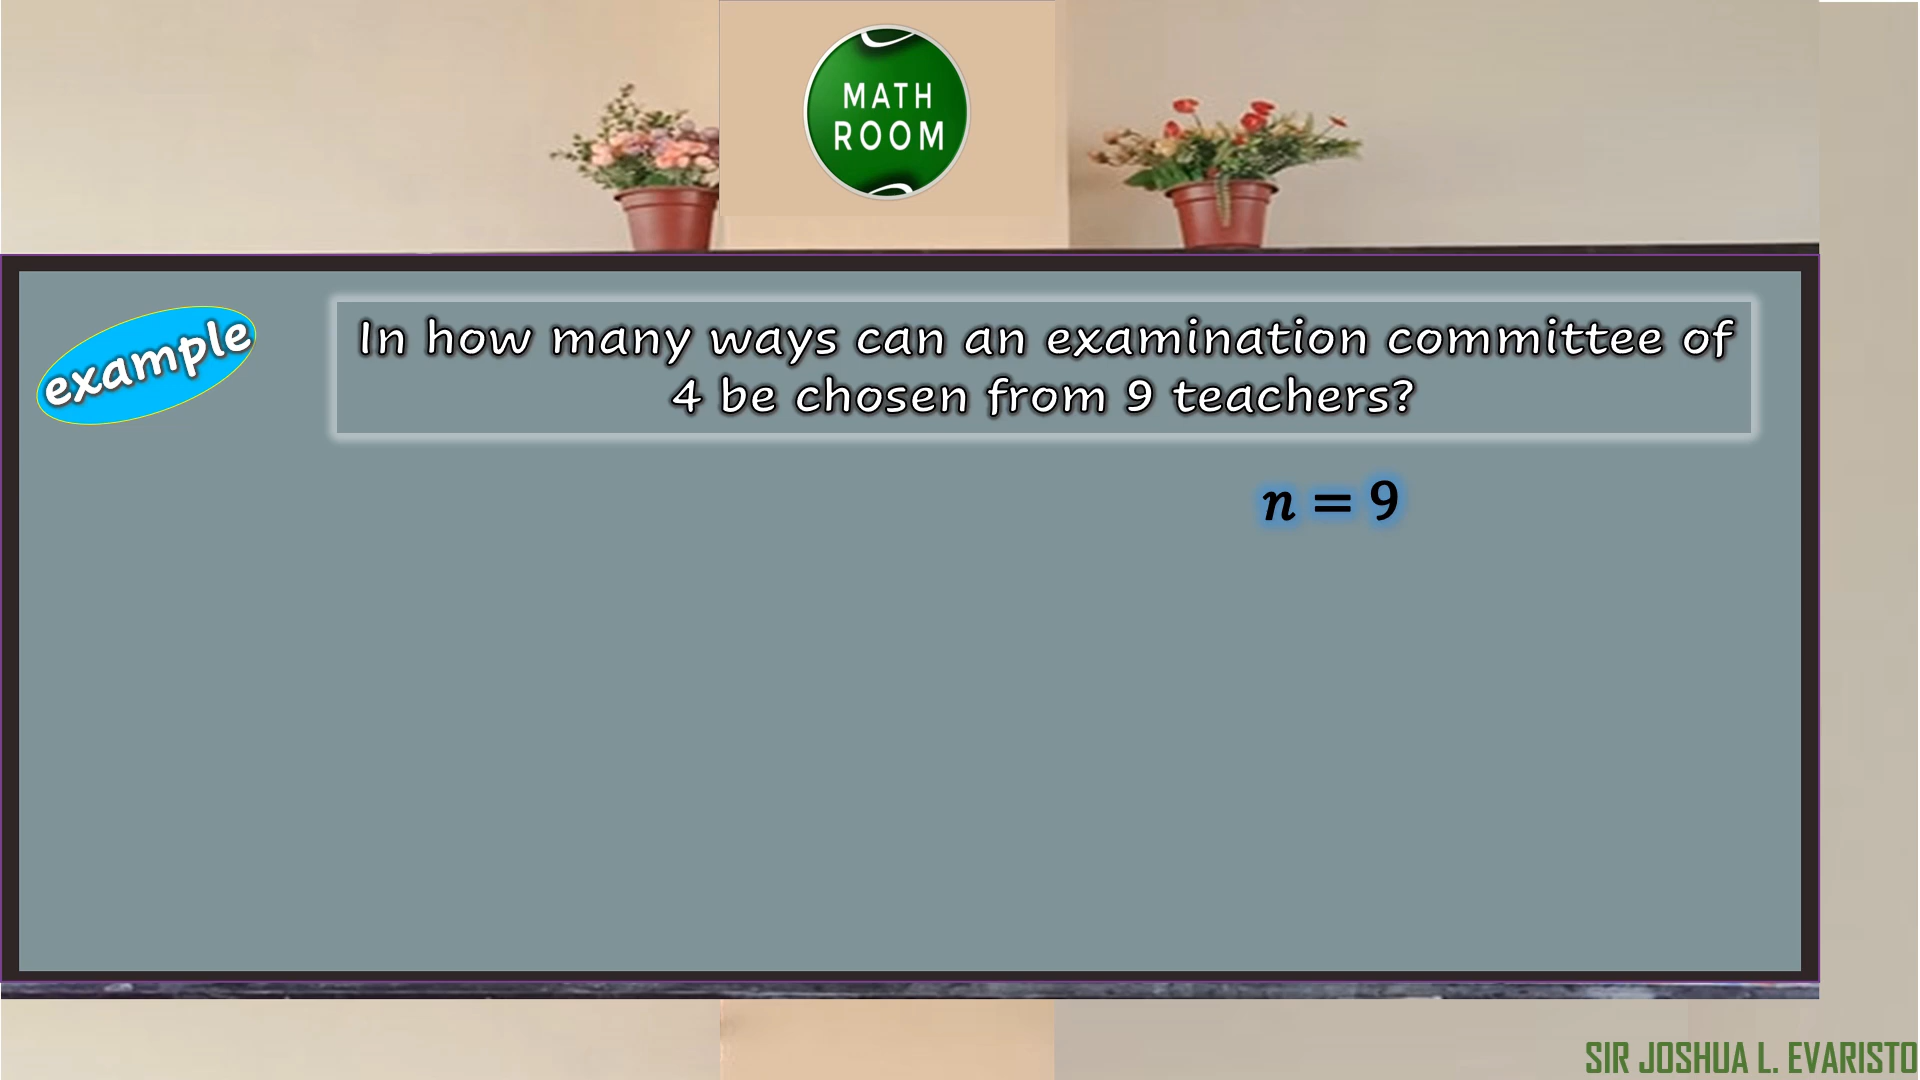 MATH
ROOM
example
In how many ways can an examination committee of
4 be chosen from 9 teachers?
n = 9
SIR JOSHUA L. EVARISTO